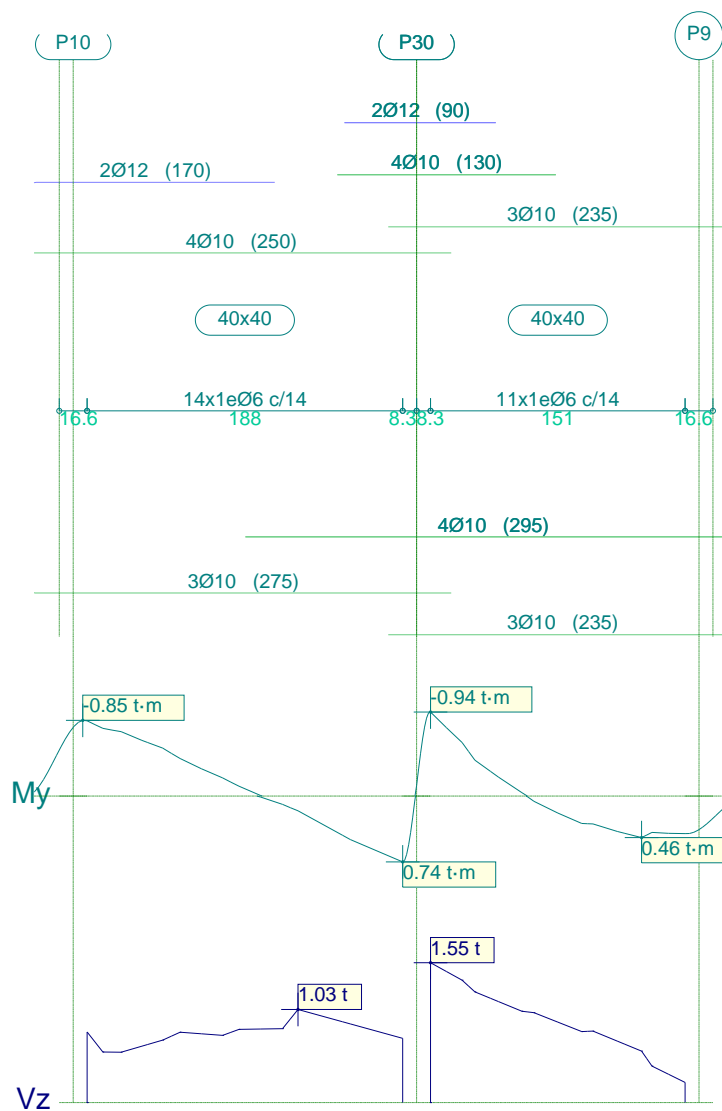 P10 P30 P9
2Ø12 (90)
2Ø12 (170) 4Ø10 (130)
3Ø10 (235)
4Ø10 (250)
40x40 40x40
14x1eØ6 c/14 11x1eØ6 c/14
16.6 188 8.3 8.3 151 16.6
4Ø10 (295)
3Ø10 (275)
3Ø10 (235)
-0.85 t·m -0.94 t·m
My
0.46 t·m
0.74 t·m
1.55 t
1.03 t
Vz